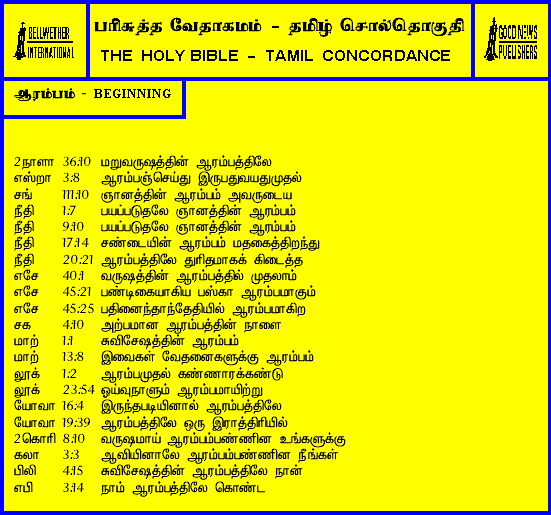 BELLWETHER
INTERNATIONAL
பரிசுத்த வேதாகமம் - தமிழ் சொல்தொகுதி
THE HOLY BIBLE - TAMIL CONCORDANCE
GOOD NEWS
PUBLISHERS
ஆரம்பம் - BEGINNING
2நாளா 36:10 மறுவருஷத்தின் ஆரம்பத்திலே
எஸ்றா 3:8 ஆரம்பஞ்செய்து இருபதுவயதுமுதல்
சங் 111:10 ஞானத்தின் ஆரம்பம் அவருடைய
நீதி 1:7 பயப்படுதலே ஞானத்தின் ஆரம்பம்
நீதி 9:10 பயப்படுதலே ஞானத்தின் ஆரம்பம்
நீதி 17:14 சண்டையின் ஆரம்பம் மதகைத்திறந்து
நீதி 20:21 ஆரம்பத்திலே துரிதமாகக் கிடைத்த
எசே 40:1 வருஷத்தின் ஆரம்பத்தில் முதலாம்
எசே 45:21 பண்டிகையாகிய பஸ்கா ஆரம்பமாகும்
எசே 45:25 பதினைந்தாந்தேதியில் ஆரம்பமாகிற
சக 4:10 அற்பமான ஆரம்பத்தின் நாளை
மாற் 1:1 சுவிசேஷத்தின் ஆரம்பம்
மாற் 13:8 இவைகள் வேதனைகளுக்கு ஆரம்பம்
லூக் 1:2 ஆரம்பமுதல் கண்ணாரக்கண்டு
லூக் 23:54 ஓய்வுநாளும் ஆரம்பமாயிற்று
யோவா 16:4 இருந்தபடியினால் ஆரம்பத்திலே
யோவா 19:39 ஆரம்பத்திலே ஒரு இராத்திரியில்
2கொரி 8:10 வருஷமாய் ஆரம்பம்பண்ணின உங்களுக்கு
கலா 3:3 ஆவியினாலே ஆரம்பம்பண்ணின நீங்கள்
பிலி 4:15 சுவிசேஷத்தின் ஆரம்பத்திலே நான்
எபி 3:14 நாம் ஆரம்பத்திலே கொண்ட